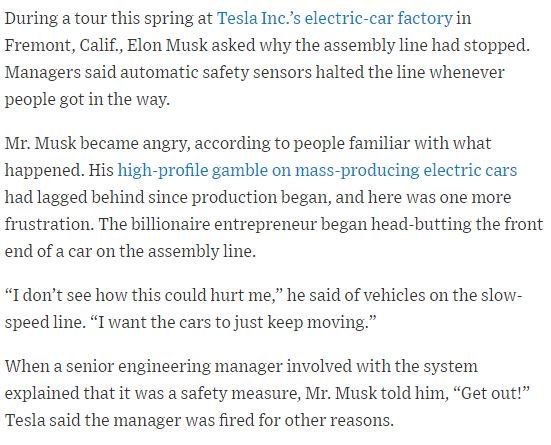 During a tour this spring at Tesla Inc.’s electric-car factory in
Fremont, Calif., Elon Musk asked why the assembly line had stopped.
Managers said automatic safety sensors halted the line whenever
people got in the way.
Mr. Musk became angry, according to people familiar with what
happened. His high-profile gamble on mass-producing electric cars
had lagged behind since production began, and here was one more
frustration. The billionaire entrepreneur began head-butting the front
end of a car on the assembly line.
“I don’t see how this could hurt me,” he said of vehicles on the slow-
speed line. “I want the cars to just keep moving.”
When a senior engineering manager involved with the system
explained that it was a safety measure, Mr. Musk told him, “Get out!”
Tesla said the manager was fired for other reasons.